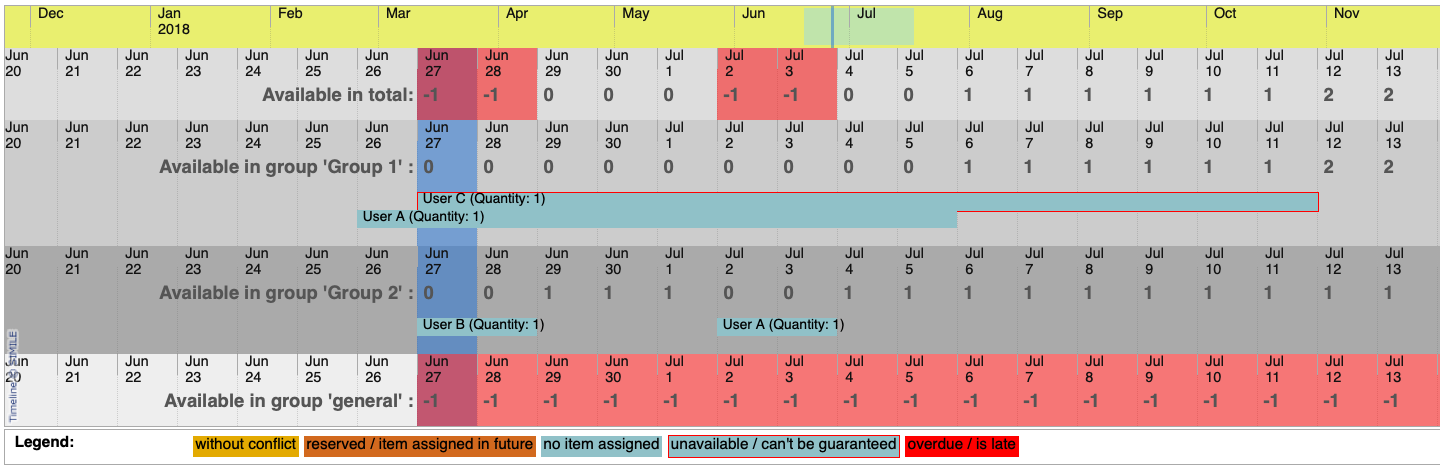 Dec Jan Feb Mar Apr May Jun Jul Aug Sep Oct Nov
2018
Jun Jun Jun Jun Jun Jun Jun Jun Jun Jun Jun Jul Jul Jul Jul Jul Jul Jul Jul Jul Jul Jul Jul Jul
20 21 22 23 24 25 26 27 28 29 30 1 2 3 4 5 6 7 8 9 10 11 12 13
Available in total: -1 -1 0 0 0 -1 -1 0 0 1 1 1 1 1 1 2 2
Jun Jun Jun Jun Jun Jun Jun Jun Jun Jun Jun Jul Jul Jul Jul Jul Jul Jul Jul Jul Jul Jul Jul Jul
20 21 22 23 24 25 26 27 28 29 30 1 2 3 4 5 6 7 8 9 10 11 12 13
Available in group 'Group 1' : 0 0 0 0 0 0 0 0 0 1 1 1 1 1 1 2 2
User C (Quantity: 1)
User A (Quantity: 1)
Jun Jun Jun Jun Jun Jun Jun Jun Jun Jun Jun Jul Jul Jul Jul Jul Jul Jul Jul Jul Jul Jul Jul Jul
20 21 22 23 24 25 26 27 28 29 30 1 2 3 4 5 6 7 8 9 10 11 12 13
Available in group 'Group 2' : 0 0 1 1 1 0 0 1 1 1 1 1 1 1 1 1 1
User B (Quantity: 1) User A (Quantity: 1)
Jun Jun Jun Jun Jun Jun Jun Jun Jun Jun Jun Jul Jul Jul Jul Jul Jul Jul Jul Jul Jul Jul Jul Jul
20 21 22 23 24 25 26 27 28 29 30 1 2 3 4 5 6 7 8 9 10 11 12 13
Available in group 'general' : -1 -1 -1 -1 -1 -1 -1 -1 -1 -1 -1 -1 -1 -1 -1 -1 -1
Timeline SIMILE
Legend: without conflict reserved / item assigned in future no item assigned unavailable / can't be guaranteed overdue / is late